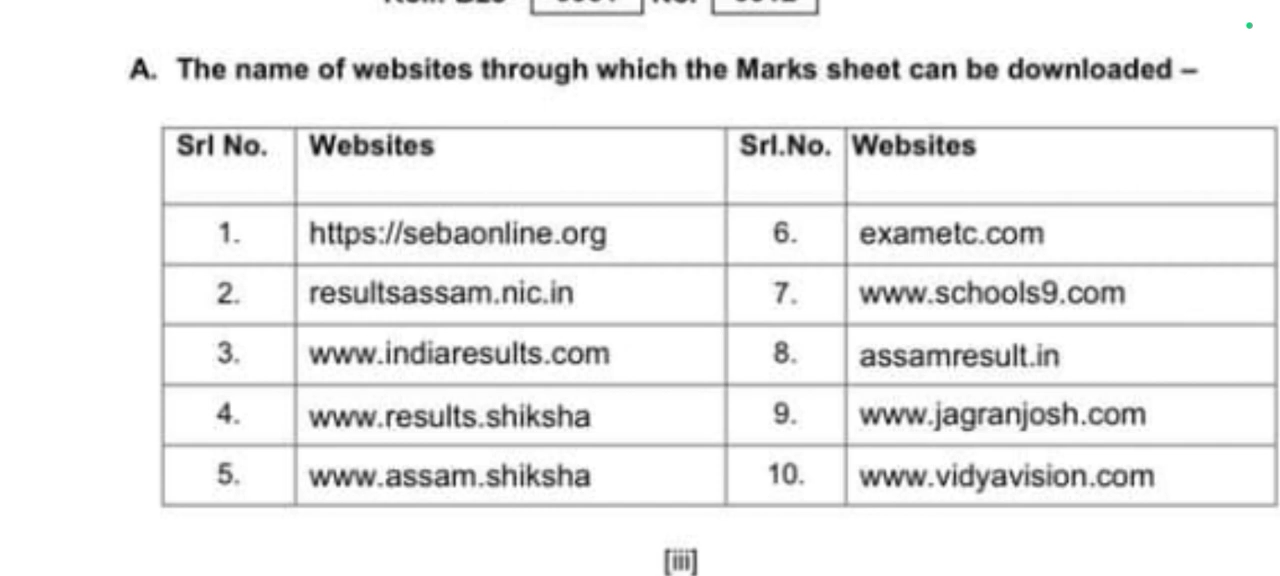 A. The name of websites through which the Marks sheet can be downloaded –
Srl No. Websites Srl.No. Websites
1. https://sebaonline.org 6. exametc.com
2. resultsassam.nic.in 7. www.schools9.com
3. www.indiaresults.com 8. assamresult.in
4. www.results.shiksha 9. www.jagranjosh.com
5. www.assam.shiksha 10. www.vidyavision.com
[iii]